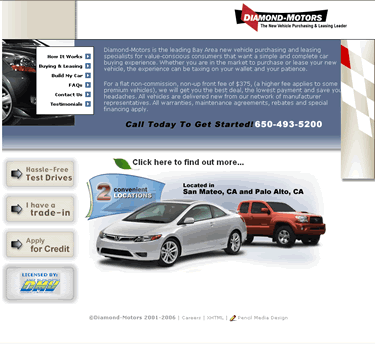 DIAMOND-MOTORS
The New Vehicle Purchasing & Leasing Leader
How It Works
Buying & Leasing
Build My Car
FAQs
Contact Us
Testimonials
Diamond-Motors is the leading Bay Area new vehicle purchasing and leasing
specialists for value-conscious consumers that want a simple and complete car
buying experience. Whether you are in the market to purchase or lease your new
vehicle, the experience can be taxing on your wallet and your patience.
For a flat non-commission, non-up front fee of $375, (a higher fee applies to some
premium vehicles), we will get you the best deal, the lowest payment and save you
headaches. All vehicles are delivered new from our network of manufacturer
representatives. All warranties, maintenance agreements, rebates and special
financing apply.
Call Today To Get Started! 650-493-5200
Click here to find out more...
Hassle-Free
Test Drives
I have a
trade-in
Apply
for Credit
LICENSED BY:
DMV
2 convenient
LOCATIONS
Located in
San Mateo, CA and Palo Alto, CA
©Diamond-Motors 2001-2006 | Careers | XHTML | Pencil Media Design